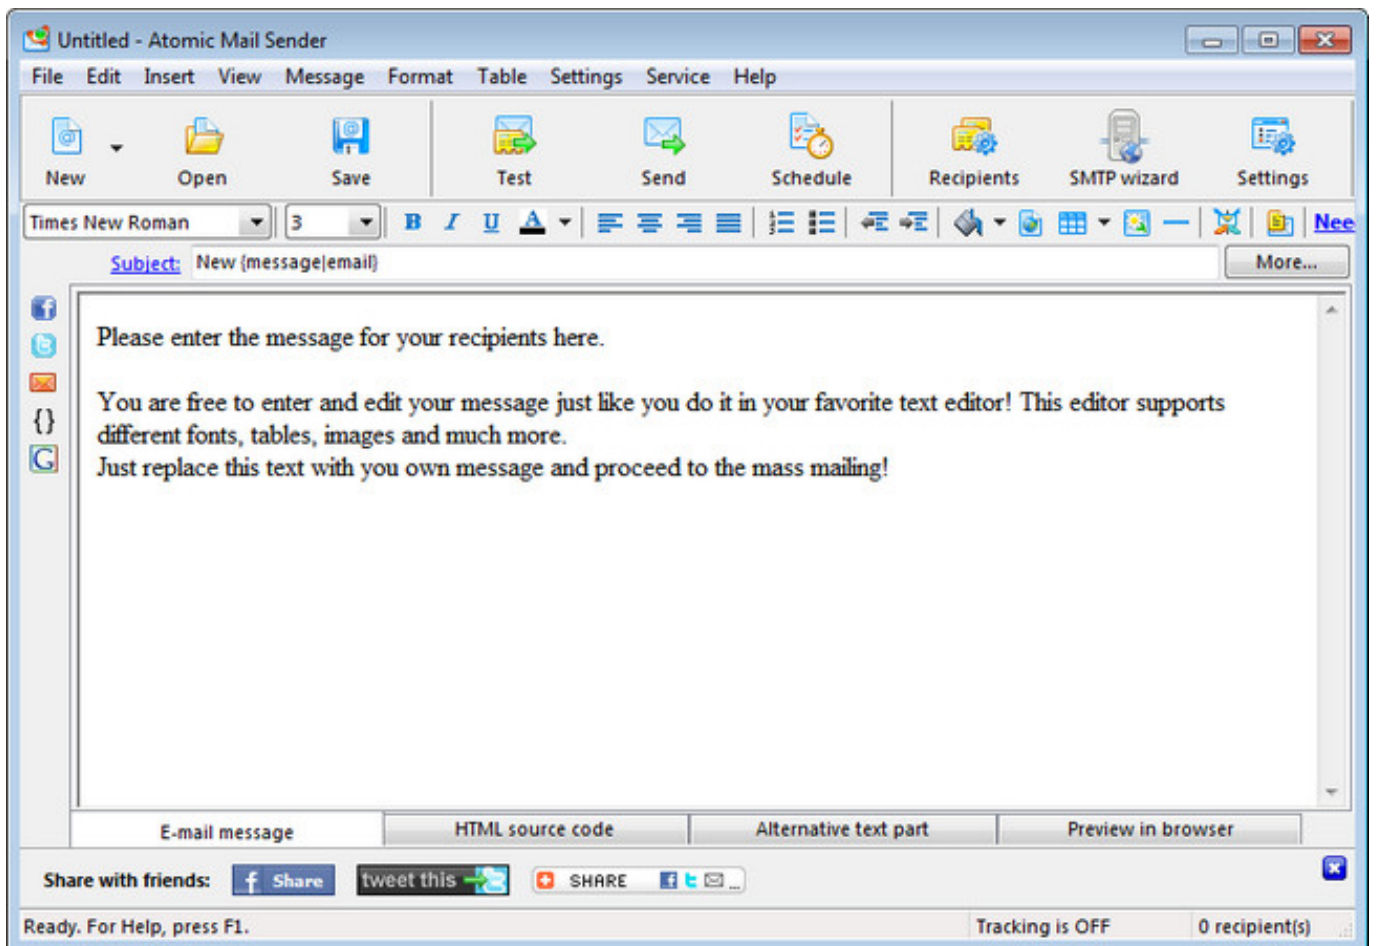 Untitled - Atomic Mail Sender
File Edit Insert View Message Format Table Settings Service Help
New Open Save Test Send Schedule Recipients SMTP wizard Settings
Times New Roman 3 B I U A Nee
Subject: New {message|email} More...
Please enter the message for your recipients here.
You are free to enter and edit your message just like you do it in your favorite text editor! This editor supports
different fonts, tables, images and much more.
Just replace this text with you own message and proceed to the mass mailing!
{}
G
E-mail message HTML source code Alternative text part Preview in browser
Share with friends: f Share tweet this SHARE
Ready. For Help, press F1. Tracking is OFF 0 recipient(s)